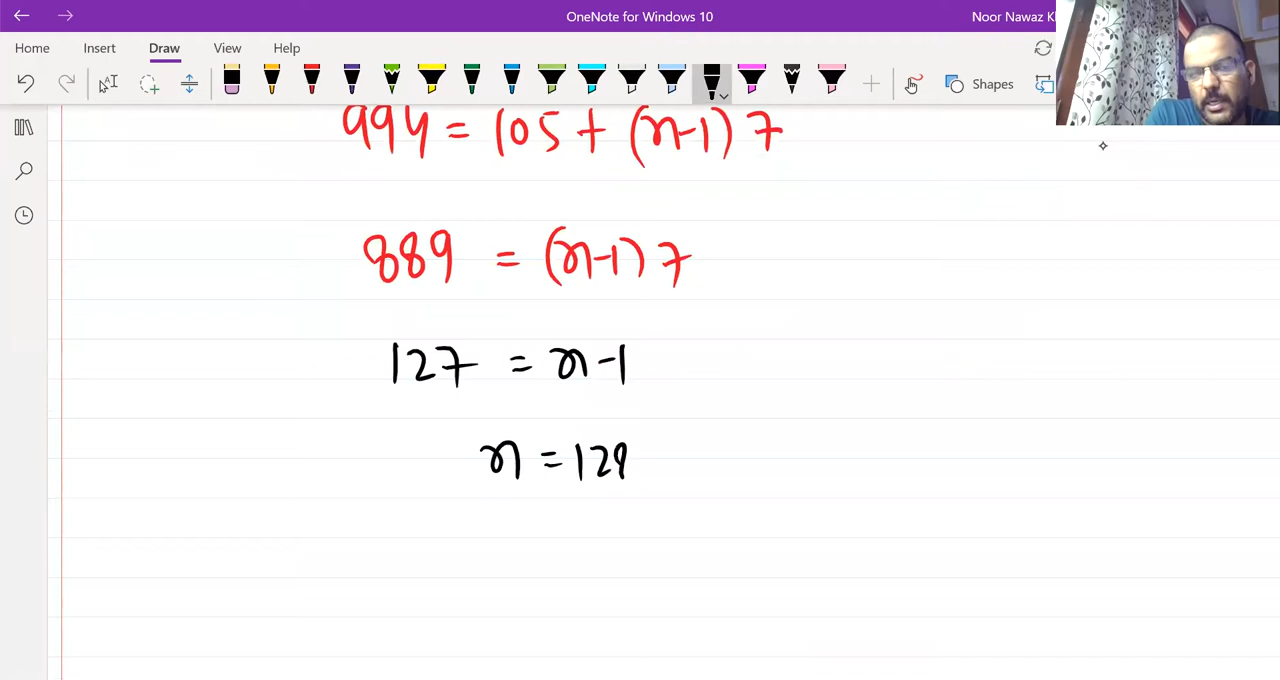 OneNote for Windows 10
Noor Nawaz Kh
Home Insert Draw View Help
Shapes
994 = 105 + (n-1) 7
889 = (n-1) 7
127 = n-1
n = 128